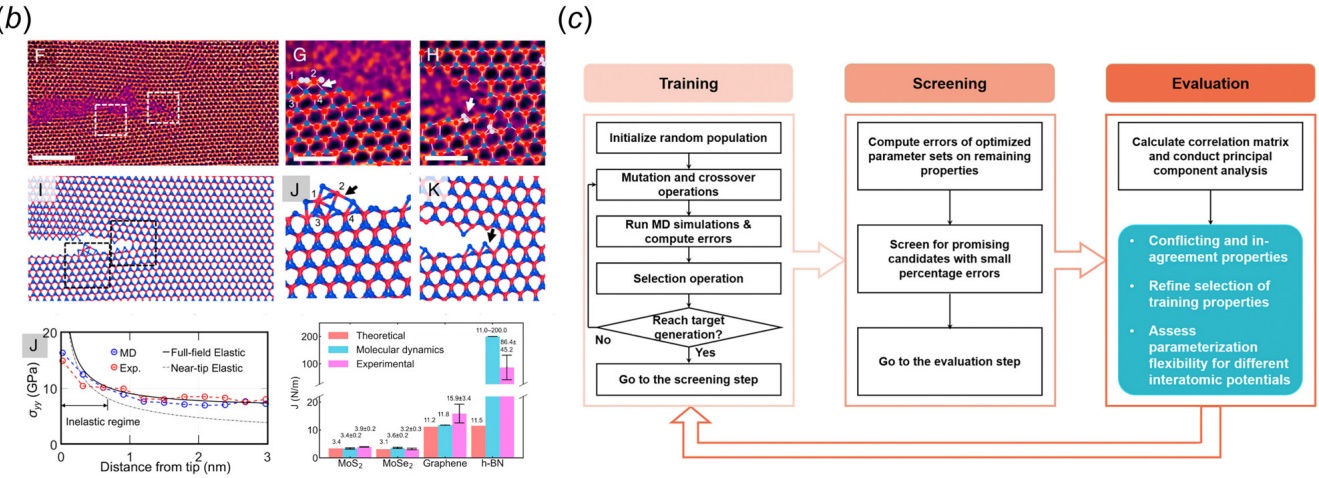 (b)
F
G
1 2
3 4
H
I
J
1 2
3 4
K
J
σyy (GPa)
20
10
0
MD
Exp.
Full-field Elastic
Near-tip Elastic
Inelastic regime
0 1 2 3
Distance from tip (nm)
J (N/m)
200
100
20
10
0
Theoretical
Molecular dynamics
Experimental
11.0–200.0
86.4±
45.2
3.4
3.4±0.2
3.9±0.2
3.1
3.6±0.2
3.2±0.3
11.2
11.8
15.9±3.4
11.5
MoS2
MoSe2
Graphene
h-BN
(c)
Training
Initialize random population
Mutation and crossover
operations
Run MD simulations &
compute errors
Selection operation
Reach target
generation?
No
Yes
Go to the screening step
Screening
Compute errors of optimized
parameter sets on remaining
properties
Screen for promising
candidates with small
percentage errors
Go to the evaluation step
Evaluation
Calculate correlation matrix
and conduct principal
component analysis
• Conflicting and in-
agreement properties
• Refine selection of
training properties
• Assess
parameterization
flexibility for different
interatomic potentials